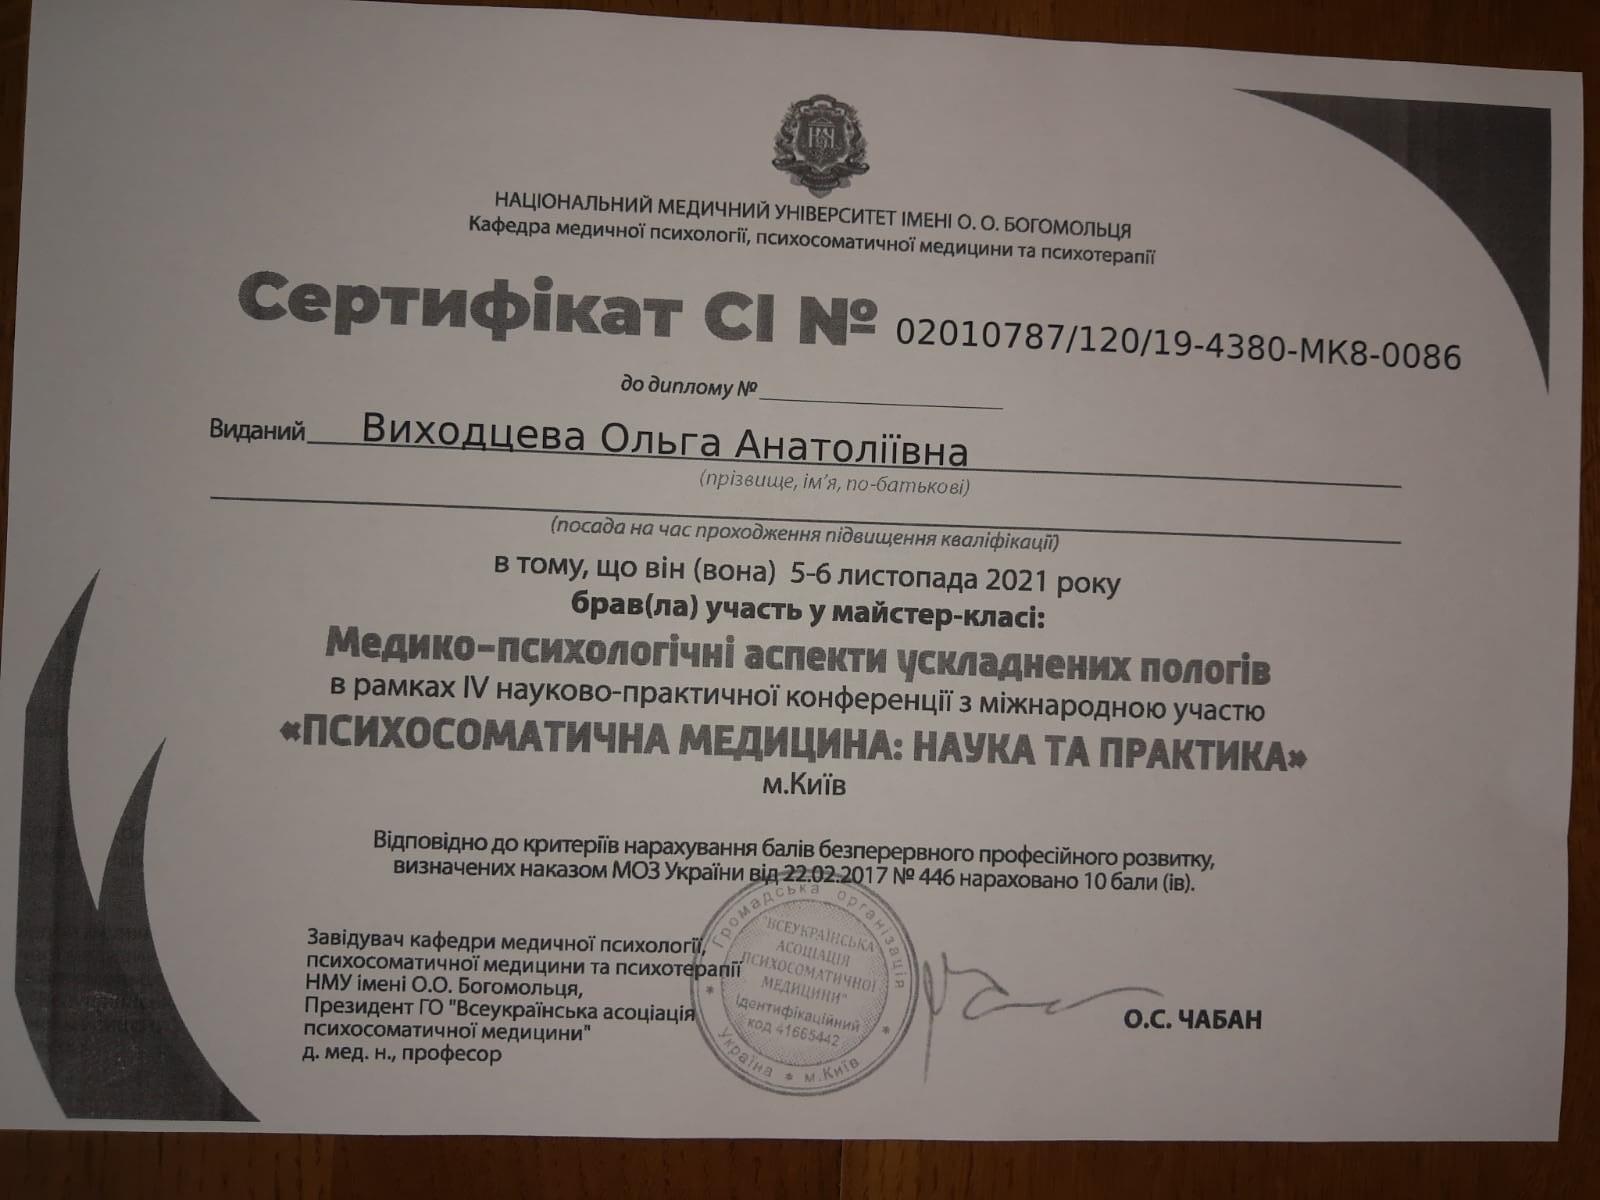 НАЦІОНАЛЬНИЙ МЕДИЧНИЙ УНІВЕРСИТЕТ ІМЕНІ О. О. БОГОМОЛЬЦЯ
Кафедра медичної психології, психосоматичної медицини та психотерапії
Сертифікат СІ № 02010787/120/19-4380-МК8-0086
до диплому №
Виданий Виходцева Ольга Анатоліївна
(прізвище, ім'я, по-батькові)
(посада на час проходження підвищення кваліфікації)
в тому, що він (вона) 5-6 листопада 2021 року
брав(ла) участь у майстер-класі:
Медико-психологічні аспекти ускладнених пологів
в рамках IV науково-практичної конференції з міжнародною участю
«ПСИХОСОМАТИЧНА МЕДИЦИНА: НАУКА ТА ПРАКТИКА»
м.Київ
Відповідно до критеріїв нарахування балів безперервного професійного розвитку,
визначених наказом МОЗ України від 22.02.2017 № 446 нараховано 10 бали (ів).
Завідувач кафедри медичної психології,
психосоматичної медицини та психотерапії
НМУ імені О.О. Богомольця,
Президент ГО "Всеукраїнська асоціація
психосоматичної медицини"
д. мед. н., професор
Громадська організація
"ВСЕУКРАЇНСЬКА
АСОЦІАЦІЯ
ПСИХОСОМАТИЧНОЇ
МЕДИЦИНИ"
Ідентифікаційний
код 41665442
Україна * м.Київ
О.С. ЧАБАН